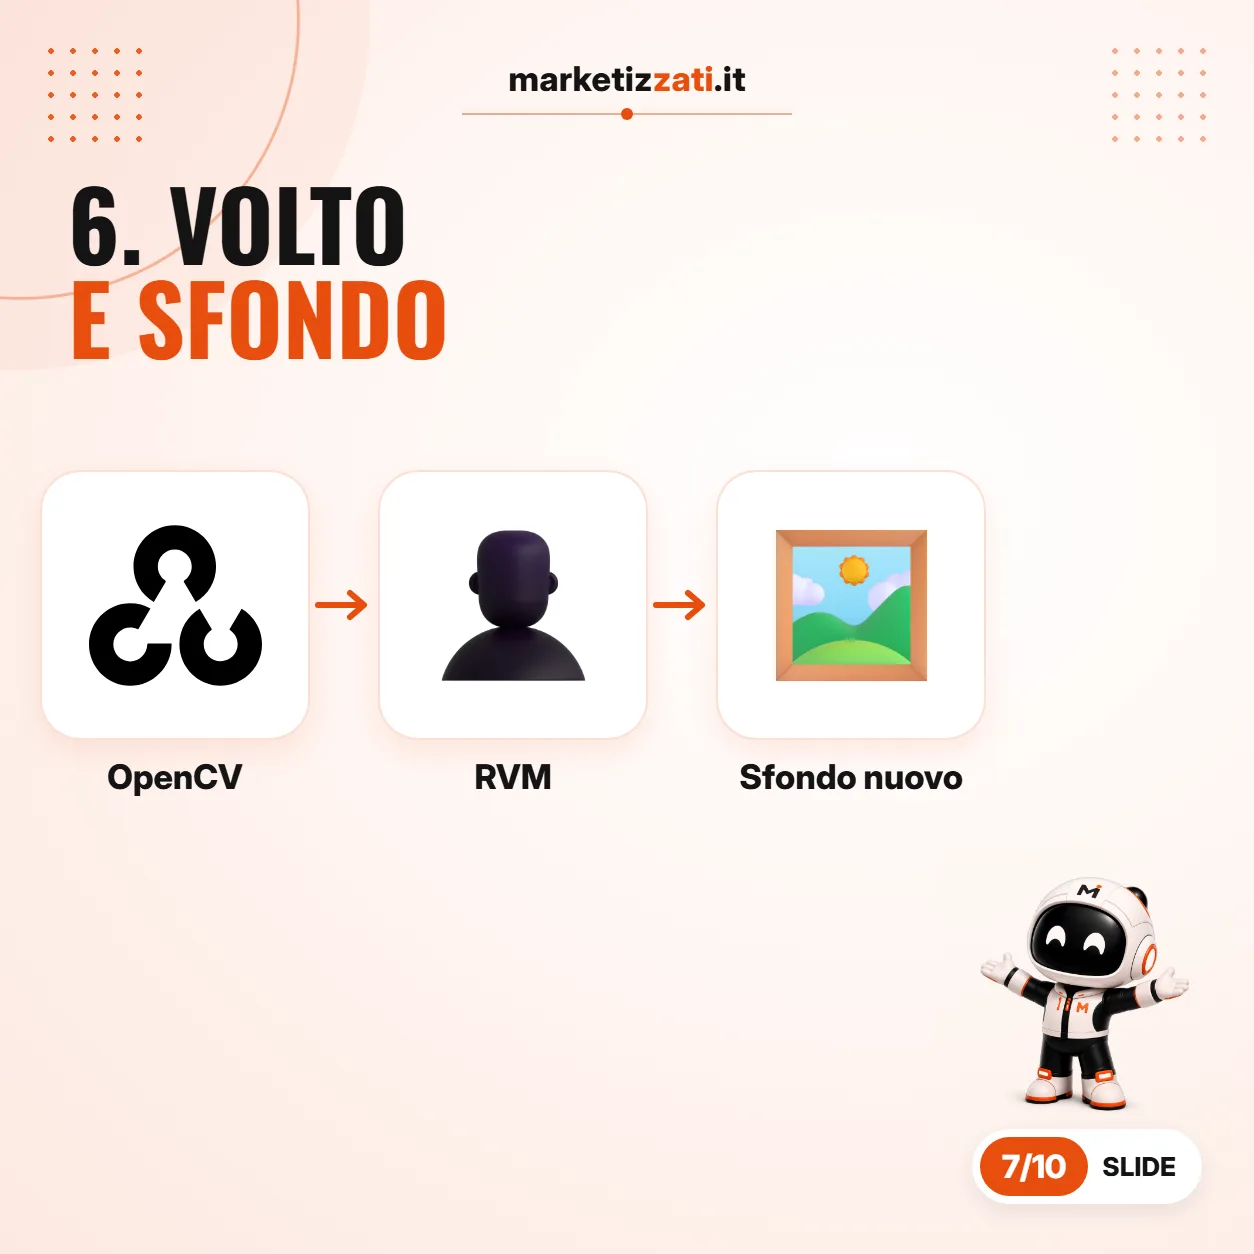 marketizzati.it
6. VOLTO
E SFONDO
OpenCV
RVM
Sfondo nuovo
M
7/10 SLIDE